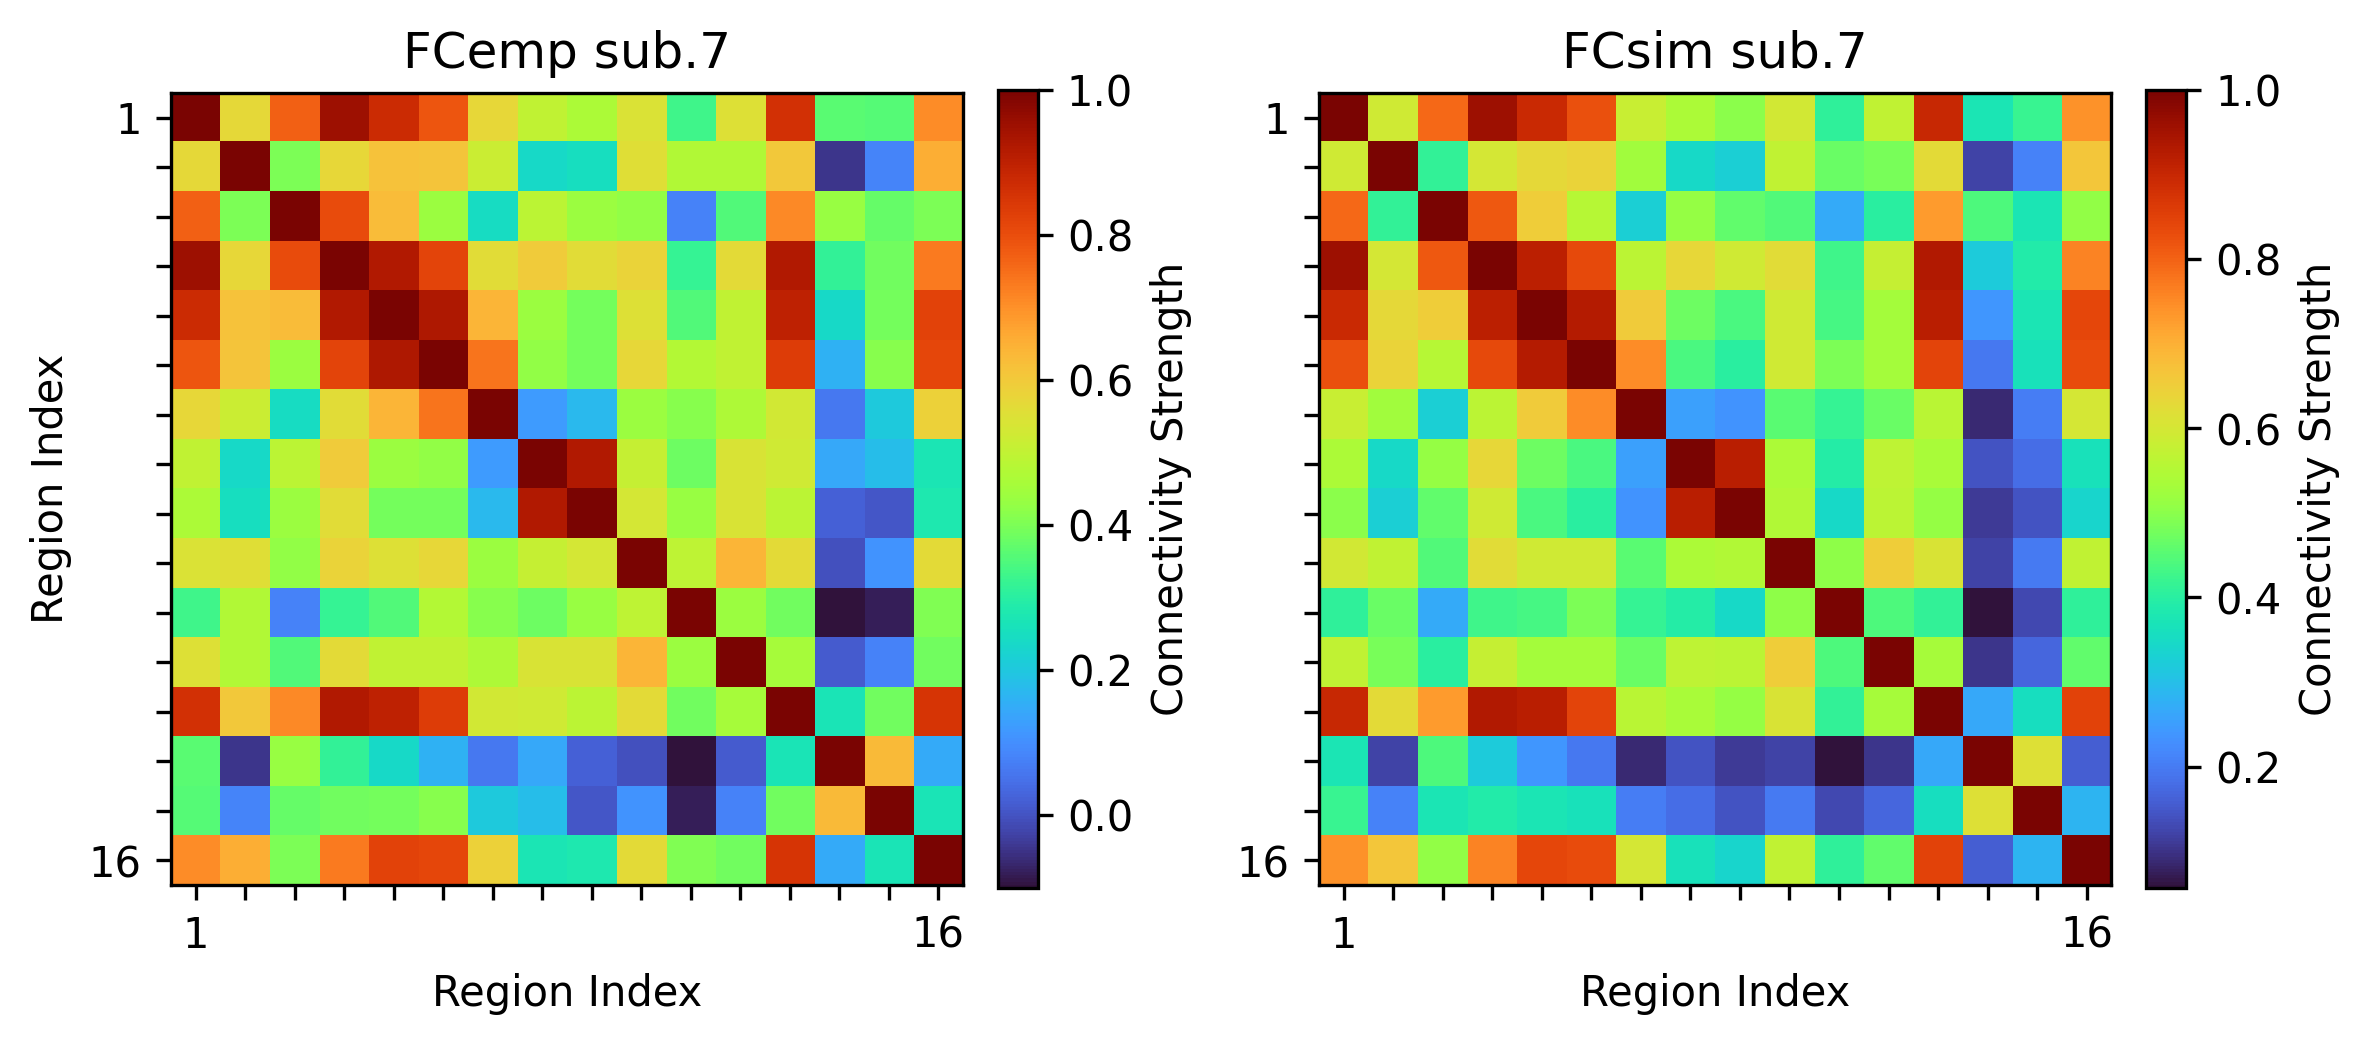 FCemp sub.7
1
16
1
16
Region Index
Region Index
1.0
0.8
0.6
0.4
0.2
0.0
Connectivity Strength
FCsim sub.7
1
16
1
16
Region Index
1.0
0.8
0.6
0.4
0.2
Connectivity Strength